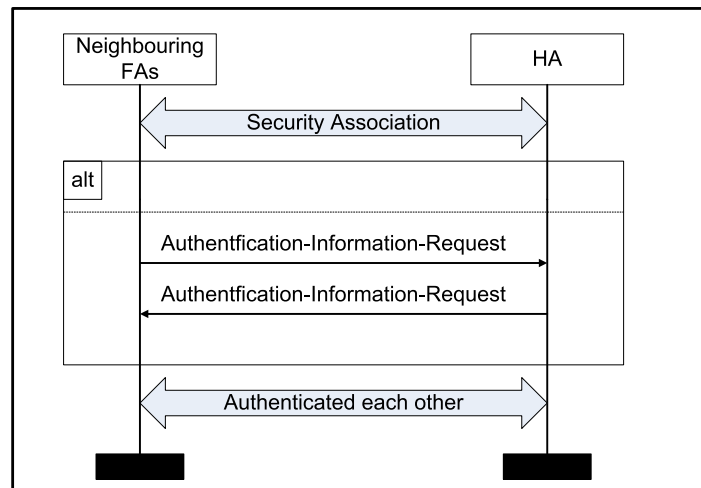 Neighbouring
FAs
HA
Security Association
alt
Authentfication-Information-Request
Authentfication-Information-Request
Authenticated each other